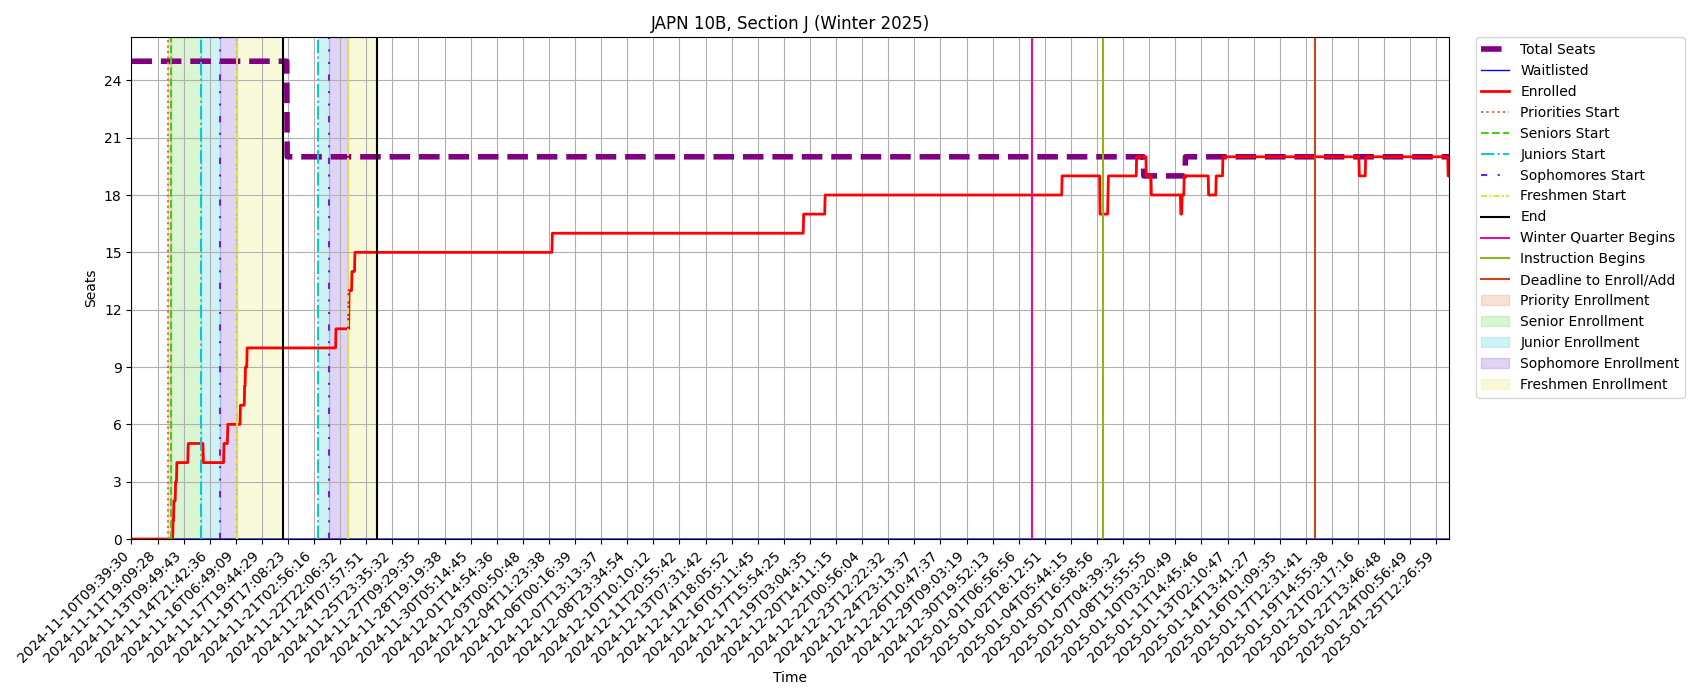 JAPN 10B, Section J (Winter 2025)
Seats
24
21
18
15
12
9
6
3
0
2024-11-10T09:39:30
2024-11-11T19:09:28
2024-11-13T09:49:43
2024-11-14T21:42:36
2024-11-16T06:49:09
2024-11-17T19:44:29
2024-11-19T17:08:23
2024-11-21T02:56:16
2024-11-22T22:06:32
2024-11-24T07:57:51
2024-11-25T23:35:32
2024-11-27T09:29:35
2024-11-28T19:19:38
2024-11-30T05:14:45
2024-12-01T14:54:36
2024-12-03T00:50:48
2024-12-04T11:23:38
2024-12-06T00:16:39
2024-12-07T13:13:37
2024-12-08T23:34:54
2024-12-10T10:10:12
2024-12-11T20:55:42
2024-12-13T07:31:42
2024-12-14T18:05:52
2024-12-16T05:11:45
2024-12-17T15:54:25
2024-12-19T03:04:35
2024-12-20T14:11:15
2024-12-22T00:56:04
2024-12-23T12:22:32
2024-12-24T23:13:37
2024-12-26T10:47:37
2024-12-29T09:03:19
2024-12-30T19:52:13
2025-01-01T06:56:56
2025-01-02T18:12:51
2025-01-04T05:44:15
2025-01-05T16:58:56
2025-01-07T04:39:32
2025-01-08T15:55:55
2025-01-10T03:20:49
2025-01-11T14:45:46
2025-01-13T02:10:47
2025-01-14T13:41:27
2025-01-16T01:09:35
2025-01-17T12:31:41
2025-01-19T14:55:38
2025-01-21T02:17:16
2025-01-22T13:46:48
2025-01-24T00:56:49
2025-01-25T12:26:59
Time
Total Seats
Waitlisted
Enrolled
Priorities Start
Seniors Start
Juniors Start
Sophomores Start
Freshmen Start
End
Winter Quarter Begins
Instruction Begins
Deadline to Enroll/Add
Priority Enrollment
Senior Enrollment
Junior Enrollment
Sophomore Enrollment
Freshmen Enrollment